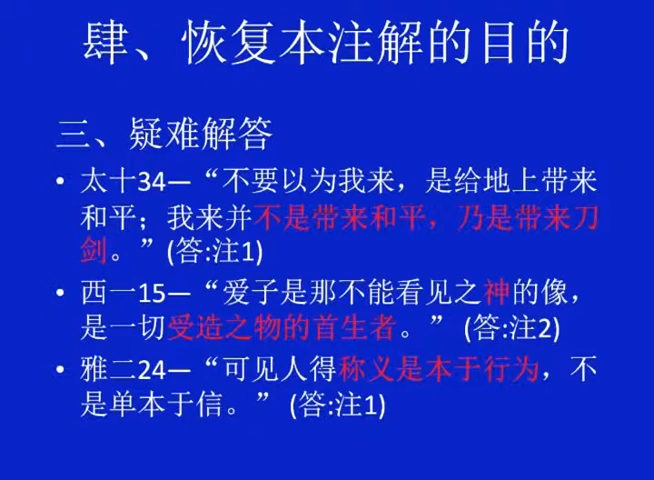 肆、恢复本注解的目的
三、疑难解答
• 太十34—“不要以为我来，是给地上带来
和平；我来并不是带来和平，乃是带来刀
剑。”(答:注1)
• 西一15—“爱子是那不能看见之神的像，
是一切受造之物的首生者。” (答:注2)
• 雅二24—“可见人得称义是本于行为，不
是单本于信。” (答:注1)